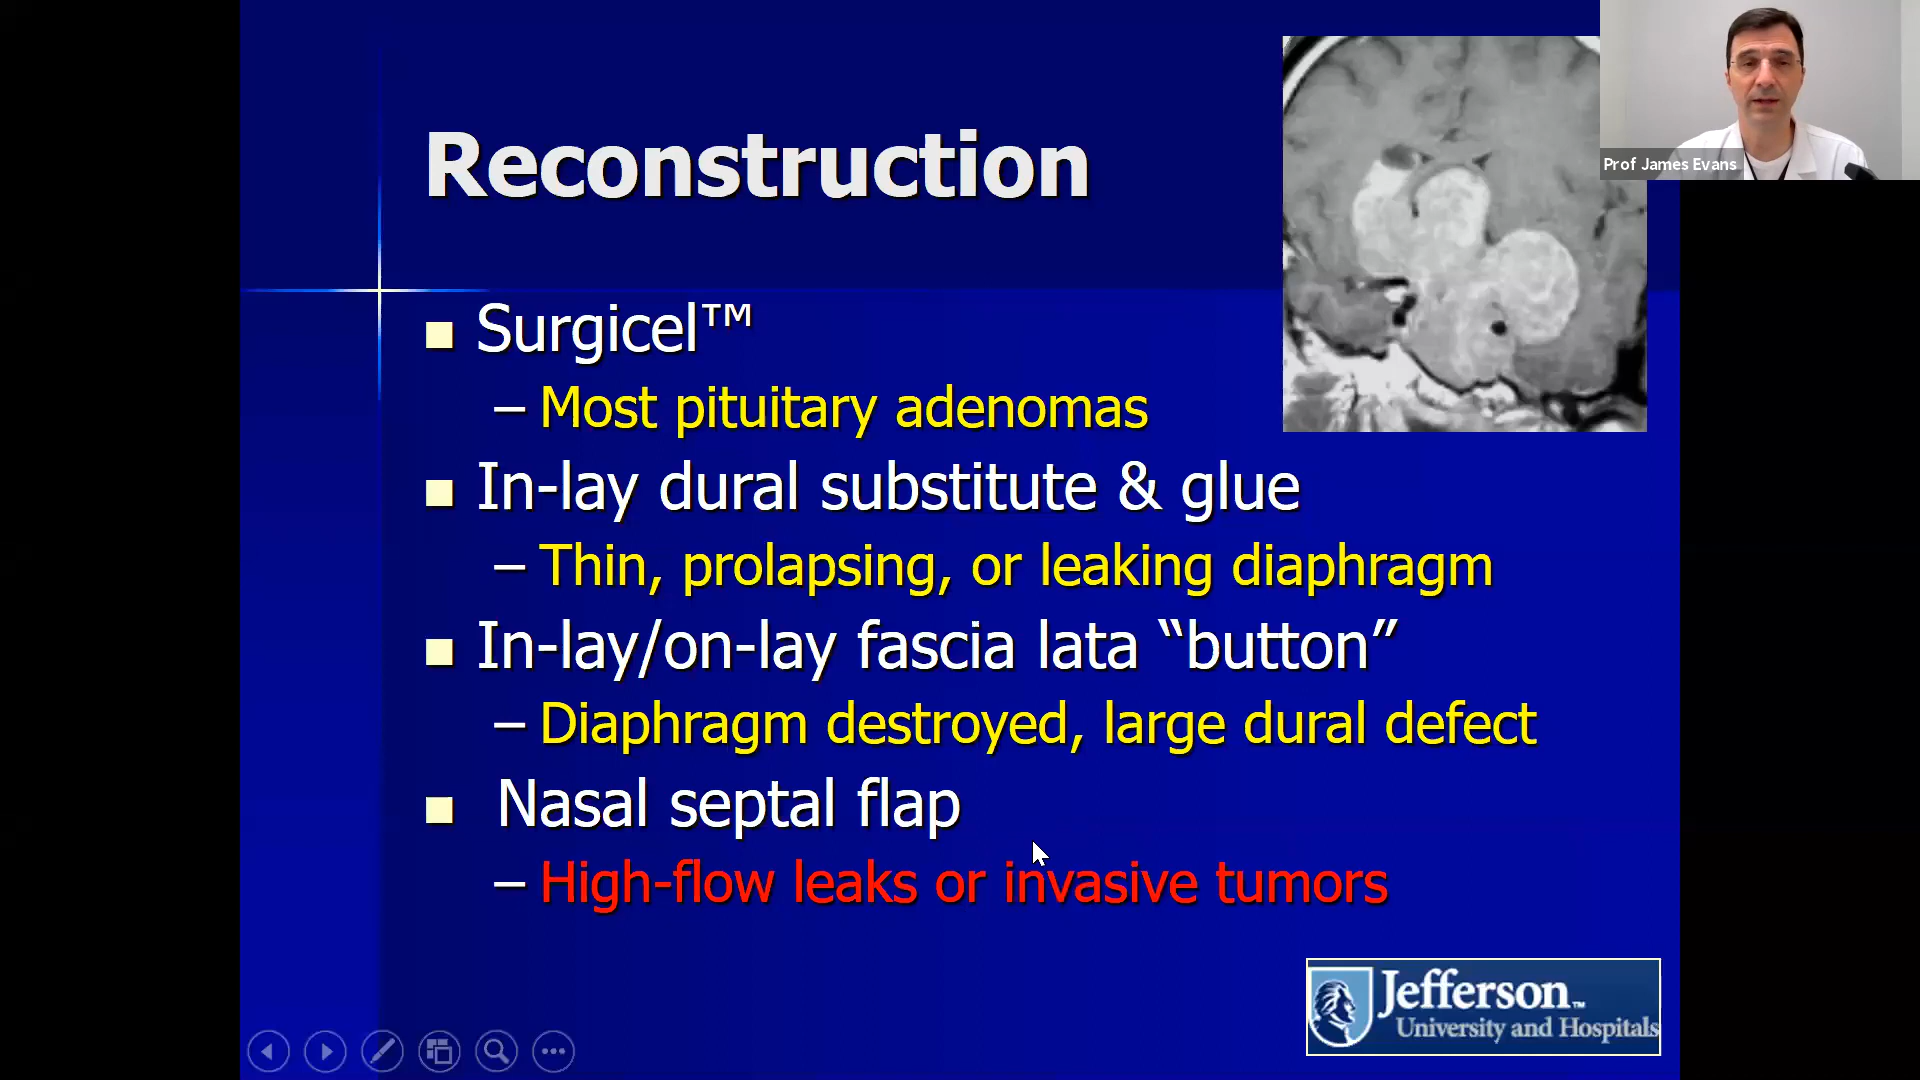 Reconstruction
Prof James Evans
Surgicel™
– Most pituitary adenomas
In-lay dural substitute & glue
– Thin, prolapsing, or leaking diaphragm
In-lay/on-lay fascia lata “button”
– Diaphragm destroyed, large dural defect
Nasal septal flap
– High-flow leaks or invasive tumors
Jefferson™
University and Hospitals